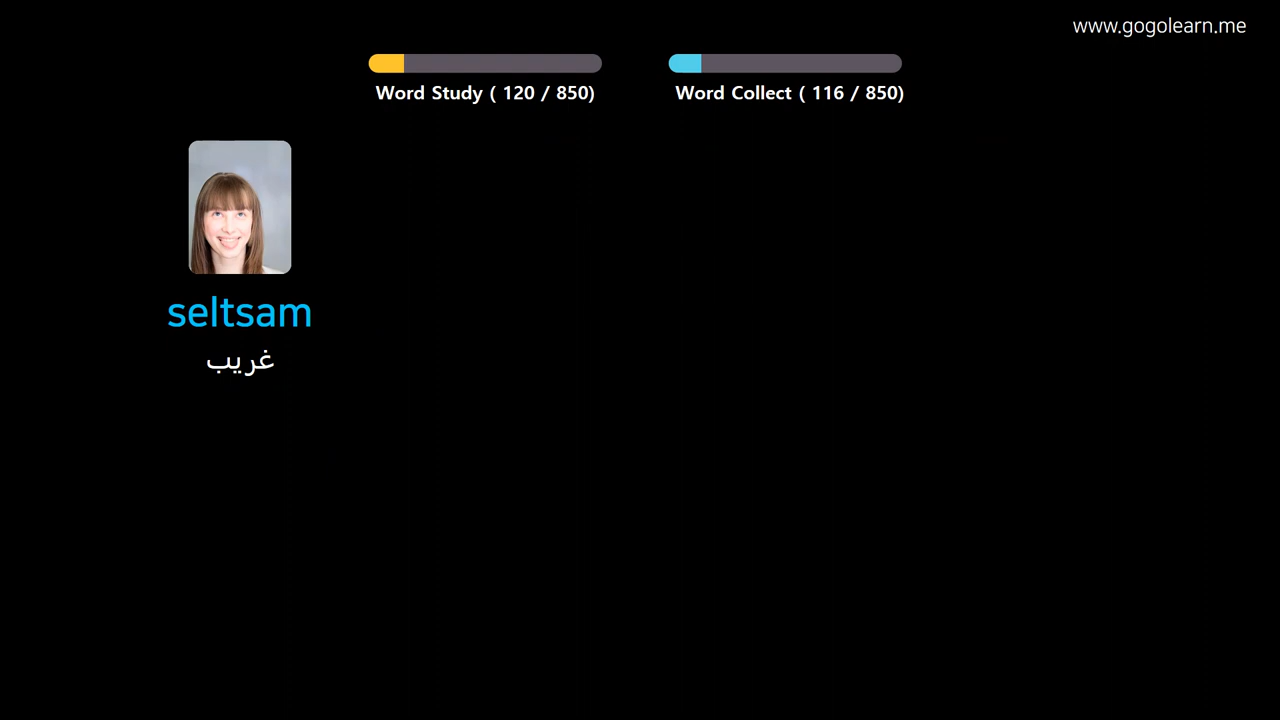 www.gogolearn.me
Word Study ( 120 / 850)
Word Collect ( 116 / 850)
seltsam
غريب